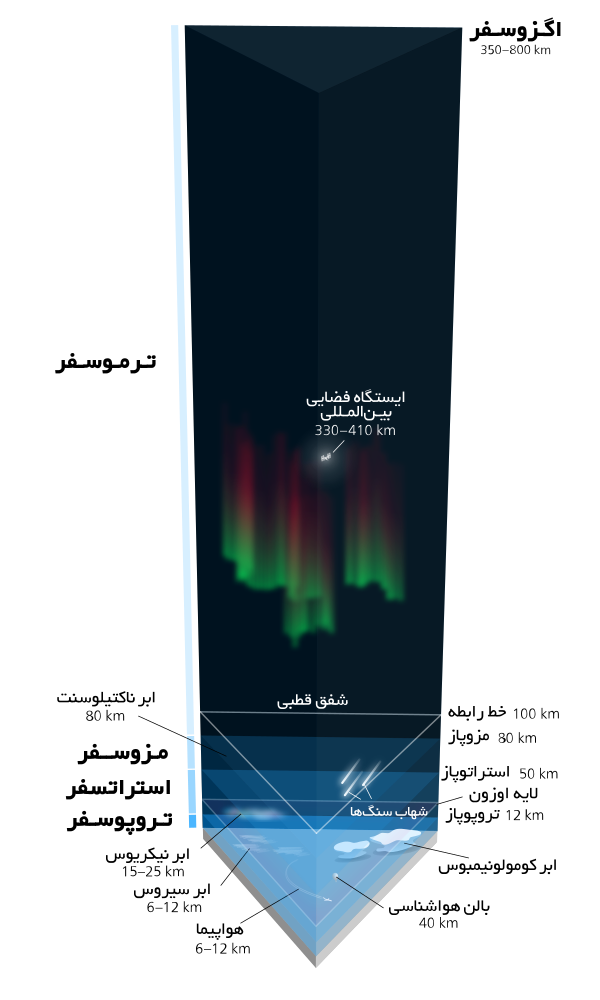 اگزوسفر
350–800 km
ترموسفر
ایستگاه فضایی
بین‌المللی
330–410 km
شفق قطبی
ابر ناکتیلوسنت
80 km
خط رابطه 100 km
مزوپاز 80 km
مزوسفر
استراتوپاز 50 km
استراتسفر
لایه اوزون
شهاب سنگ‌ها
تروپوپاز 12 km
تروپوسفر
ابر نیکریوس
15–25 km
ابر کومولونیمبوس
ابر سیروس
6–12 km
بالن هواشناسی
40 km
هواپیما
6–12 km